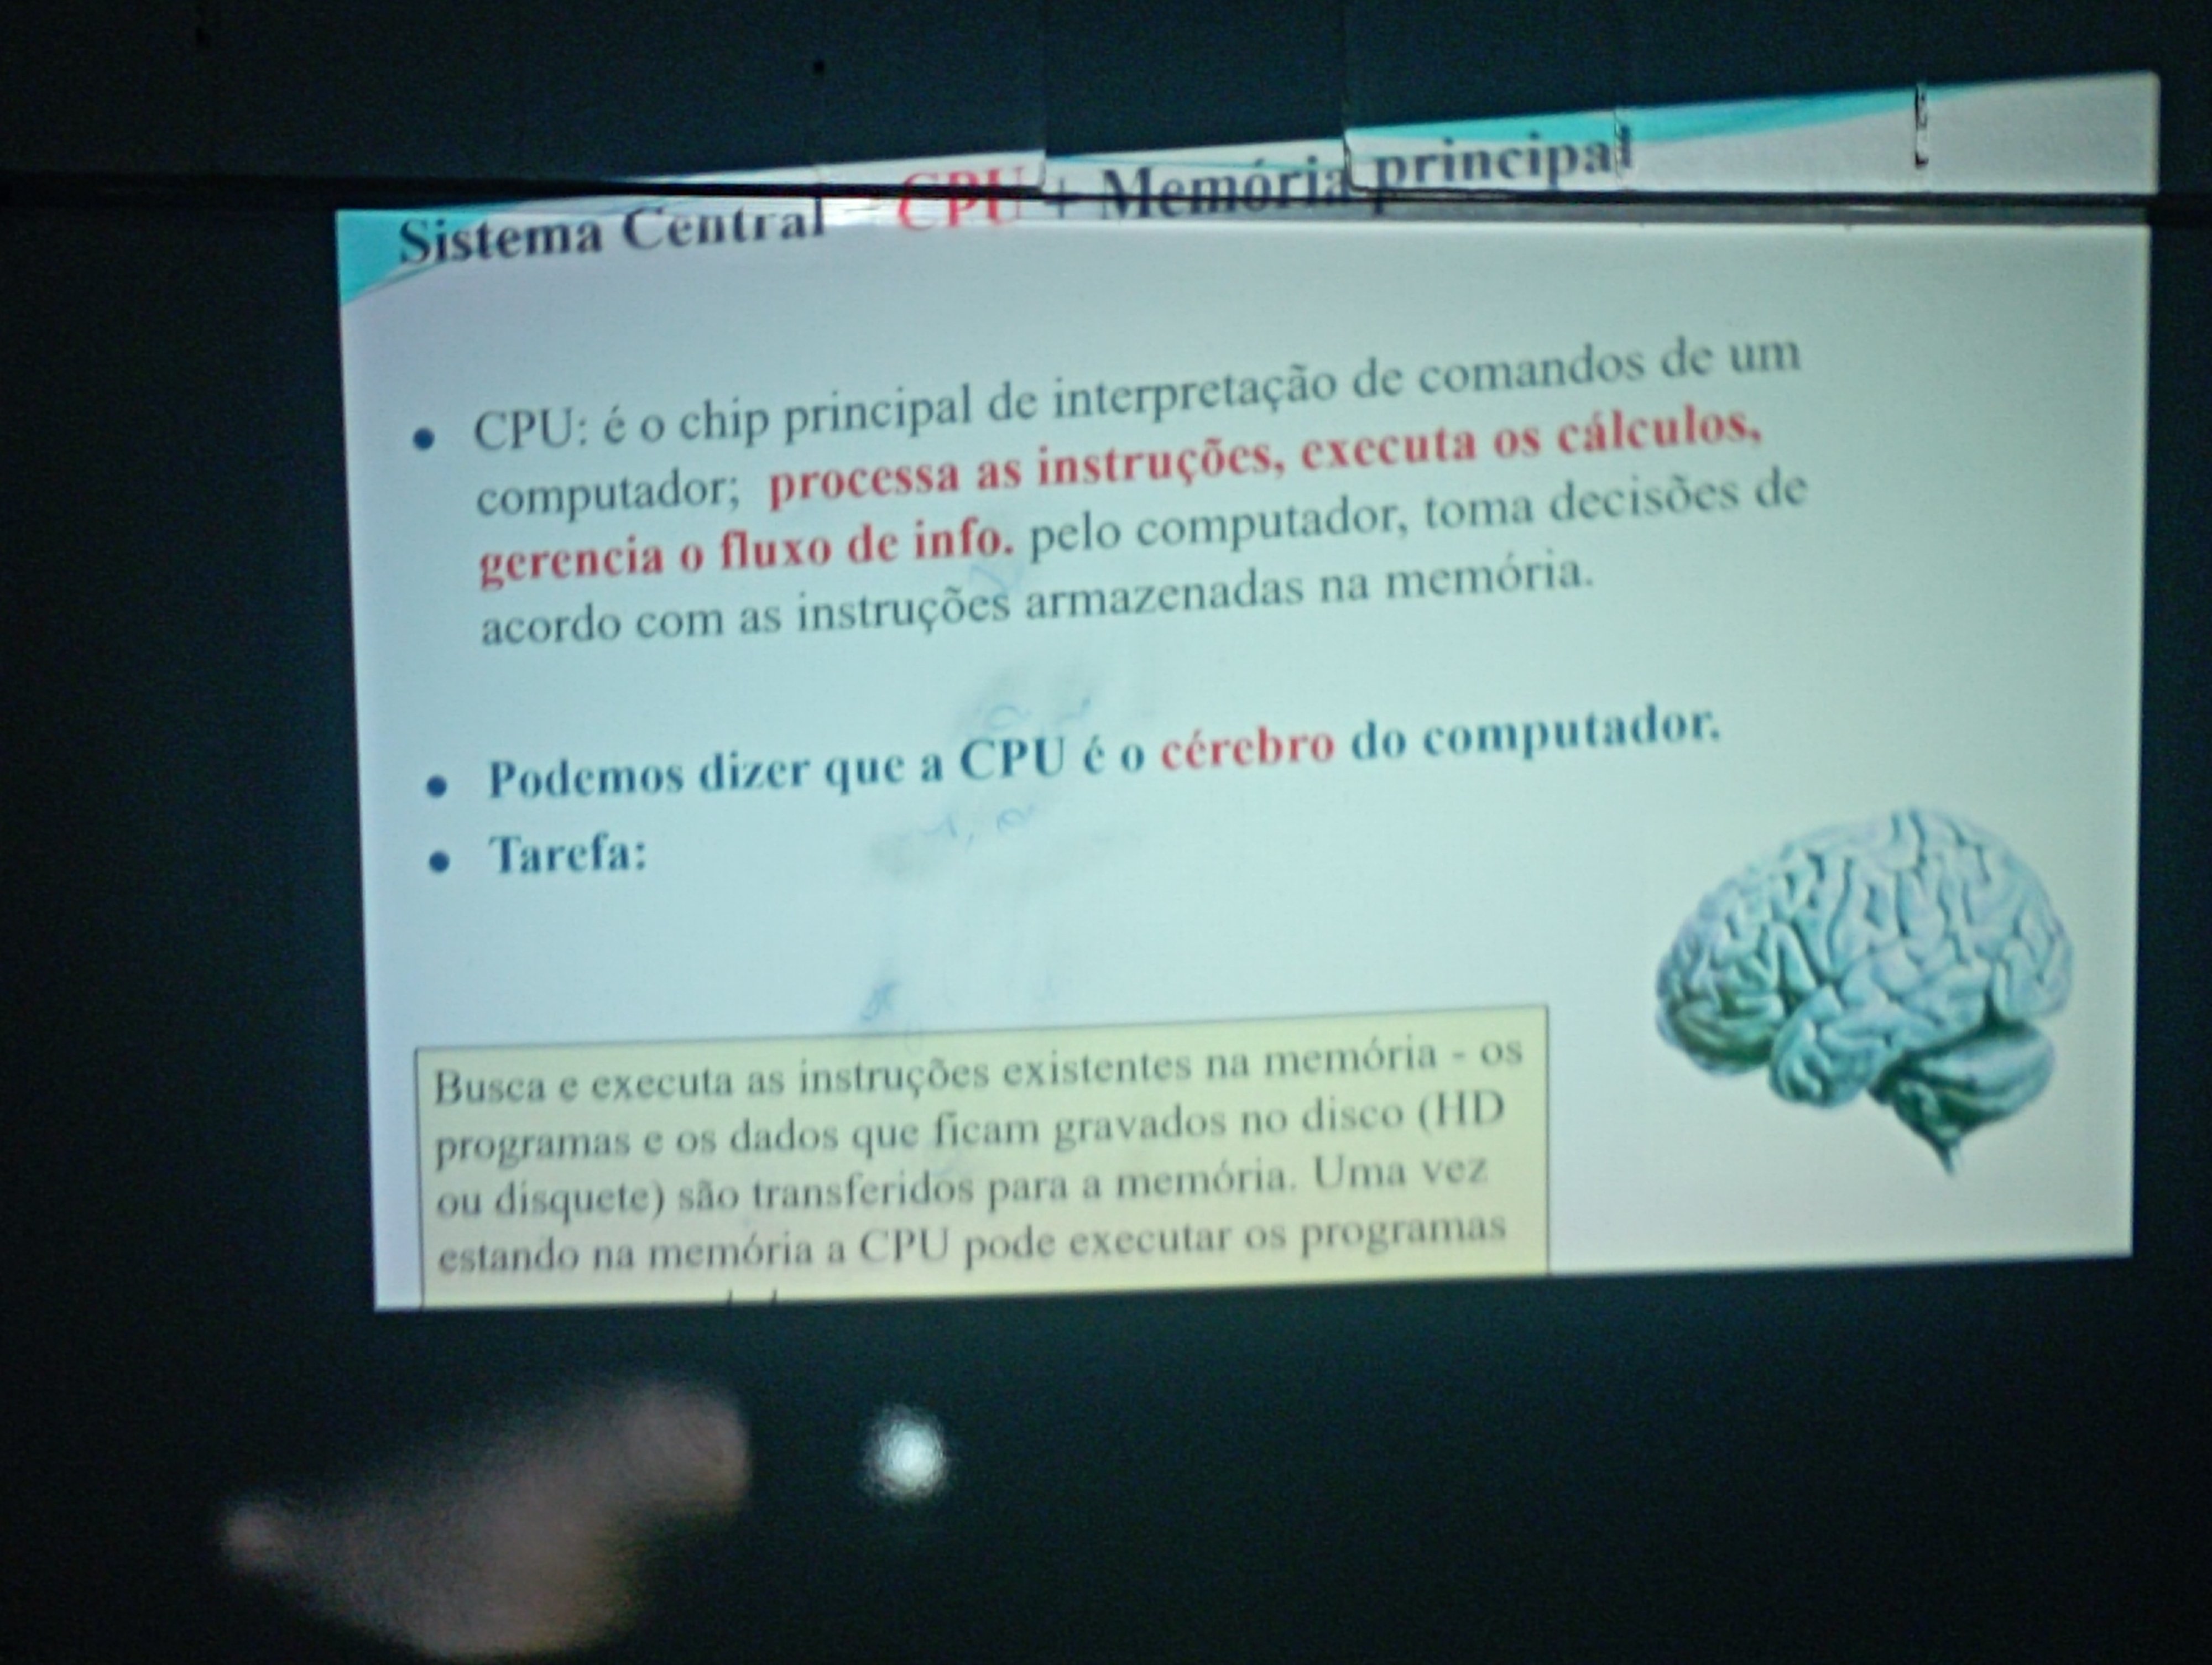 Sistema Central - CPU + Memória principal
CPU: é o chip principal de interpretação de comandos de um
computador; processa as instruções, executa os cálculos,
gerencia o fluxo de info. pelo computador, toma decisões de
acordo com as instruções armazenadas na memória.
Podemos dizer que a CPU é o cérebro do computador.
Tarefa:
Busca e executa as instruções existentes na memória - os
programas e os dados que ficam gravados no disco (HD
ou disquete) são transferidos para a memória. Uma vez
estando na memória a CPU pode executar os programas